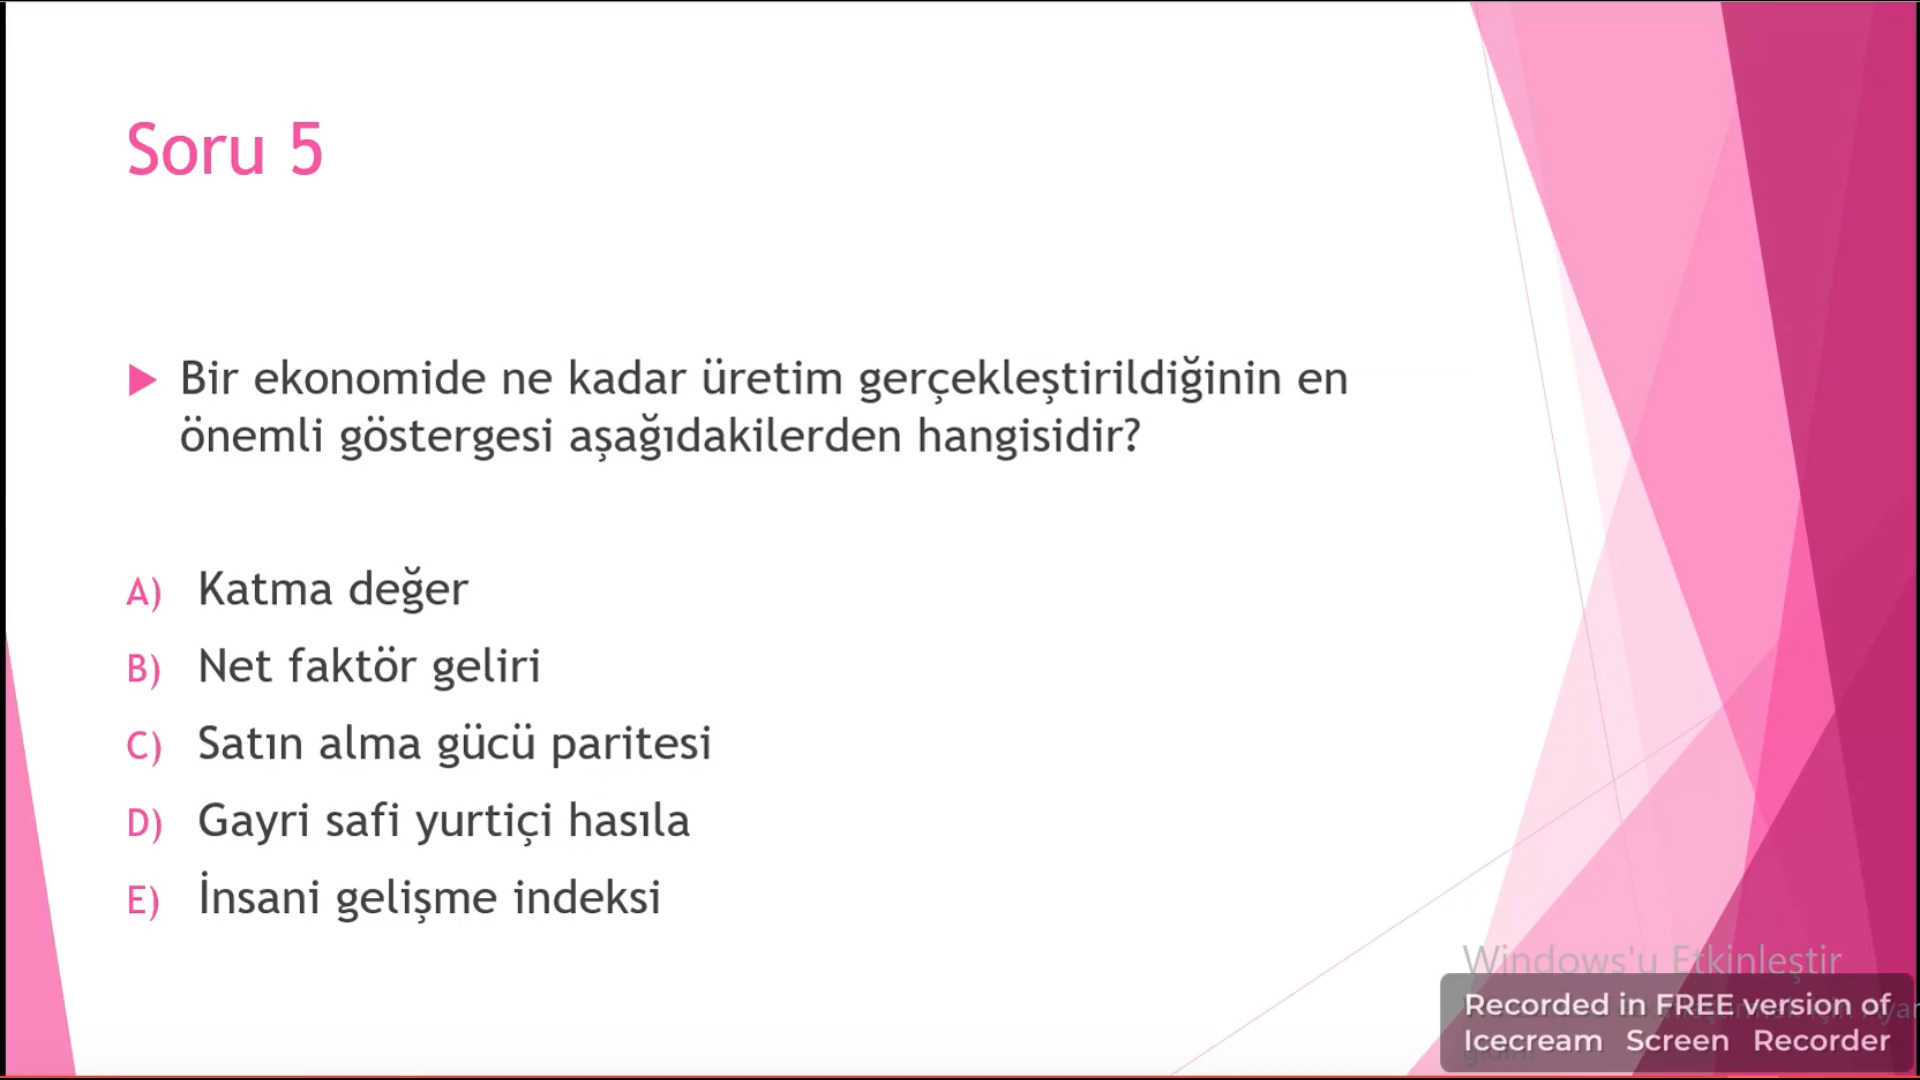 Soru 5
Bir ekonomide ne kadar üretim gerçekleştirildiğinin en
önemli göstergesi aşağıdakilerden hangisidir?
A) Katma değer
B) Net faktör geliri
C) Satın alma gücü paritesi
D) Gayri safi yurtiçi hasıla
E) İnsani gelişme indeksi
Windows'u Etkinleştir
Recorded in FREE version of
Icecream Screen Recorder